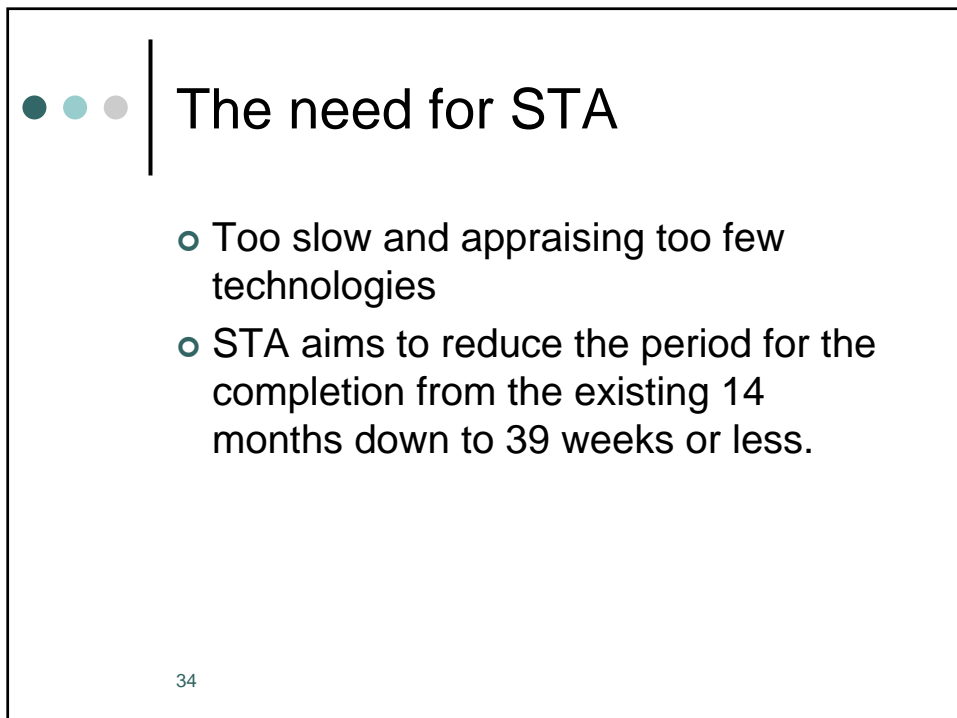 The need for STA
Too slow and appraising too few
technologies
STA aims to reduce the period for the
completion from the existing 14
months down to 39 weeks or less.
34